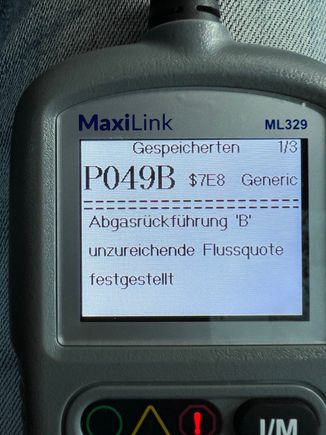 MaxiLink ML329
Gespeicherten 1/3
P049B $7E8 Generic
Abgasrückführung 'B'
unzureichende Flussquote
festgestellt
I/M